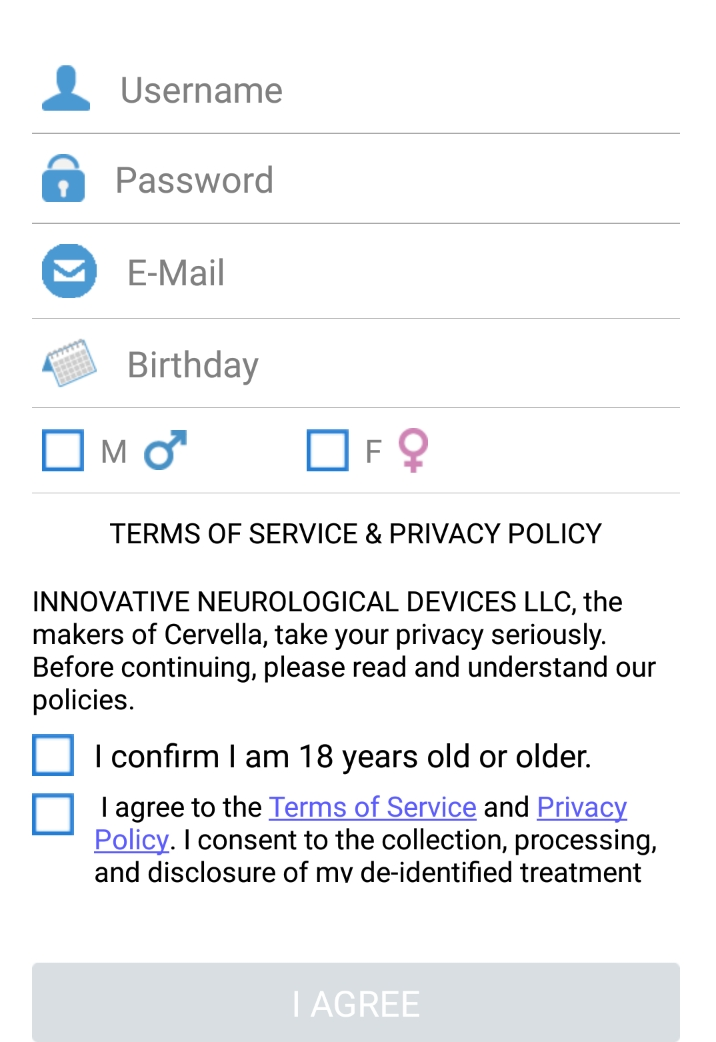 Username
Password
E-Mail
Birthday
M F
TERMS OF SERVICE & PRIVACY POLICY
INNOVATIVE NEUROLOGICAL DEVICES LLC, the
makers of Cervella, take your privacy seriously.
Before continuing, please read and understand our
policies.
I confirm I am 18 years old or older.
I agree to the Terms of Service and Privacy
Policy. I consent to the collection, processing,
and disclosure of my de-identified treatment
I AGREE